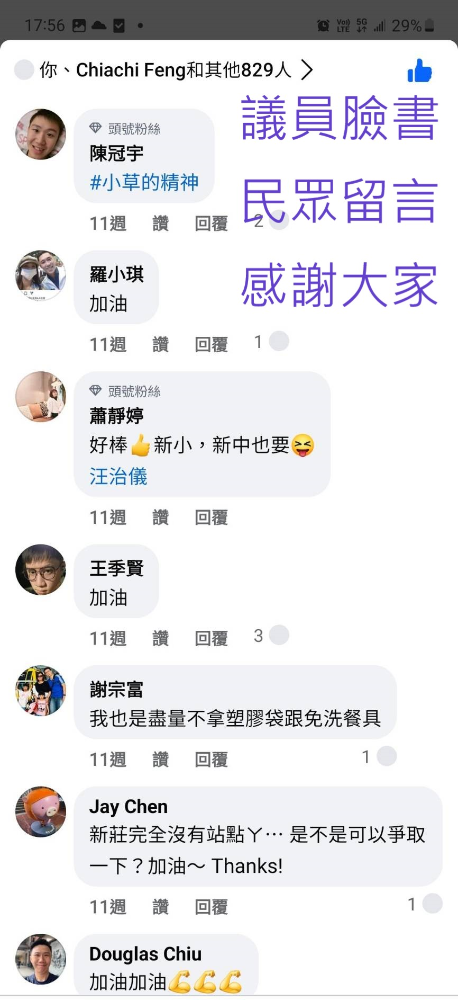 17:56
Vo)) LTE 5G 29%
你、Chiachi Feng和其他829人
議員臉書
民眾留言
感謝大家
頭號粉絲
陳冠宇
#小草的精神
11週 讚 回覆 2
羅小琪
加油
11週 讚 回覆 1
頭號粉絲
蕭靜婷
好棒👍新小，新中也要😝
汪治儀
11週 讚 回覆
王季賢
加油
11週 讚 回覆 3
謝宗富
我也是盡量不拿塑膠袋跟免洗餐具
11週 讚 回覆 1
Jay Chen
新莊完全沒有站點ㄚ⋯ 是不是可以爭取
一下？加油～ Thanks!
11週 讚 回覆 1
Douglas Chiu
加油加油💪💪💪